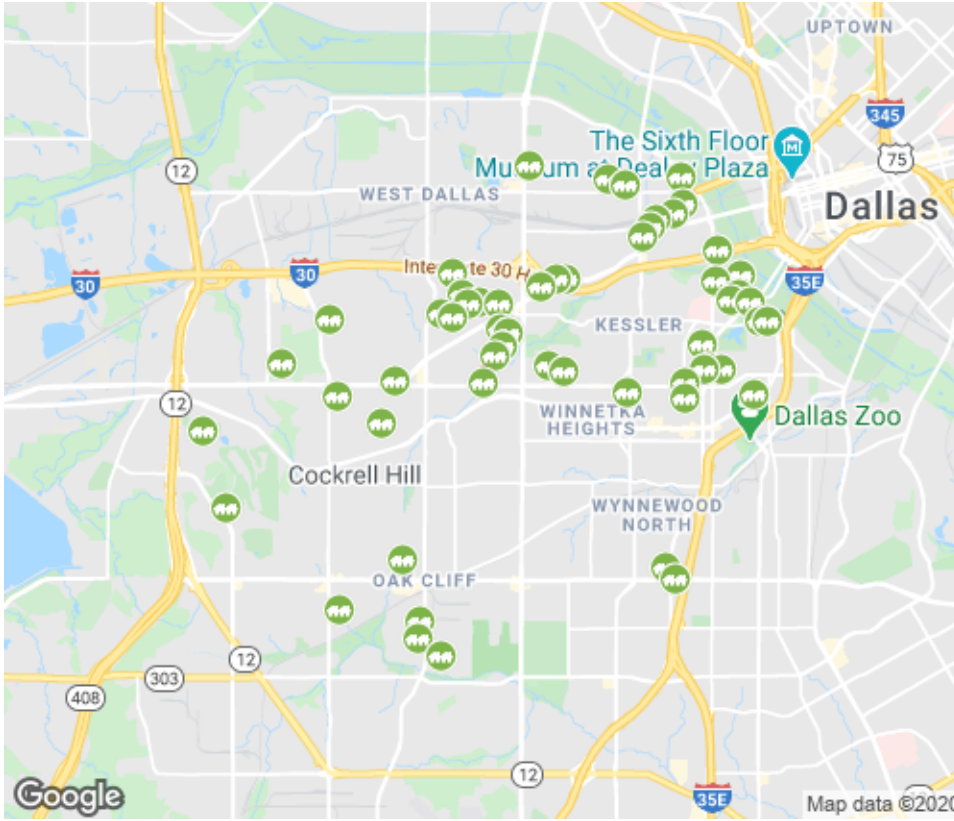 UPTOWN
345
The Sixth Floor
Museum at Dealey Plaza
75
12
WEST DALLAS
Dallas
30
30
35E
KESSLER
12
WINNETKA
HEIGHTS
Dallas Zoo
Cockrell Hill
WYNNEWOOD
NORTH
OAK CLIFF
12
303
408
12
35E
Google
Map data ©2020